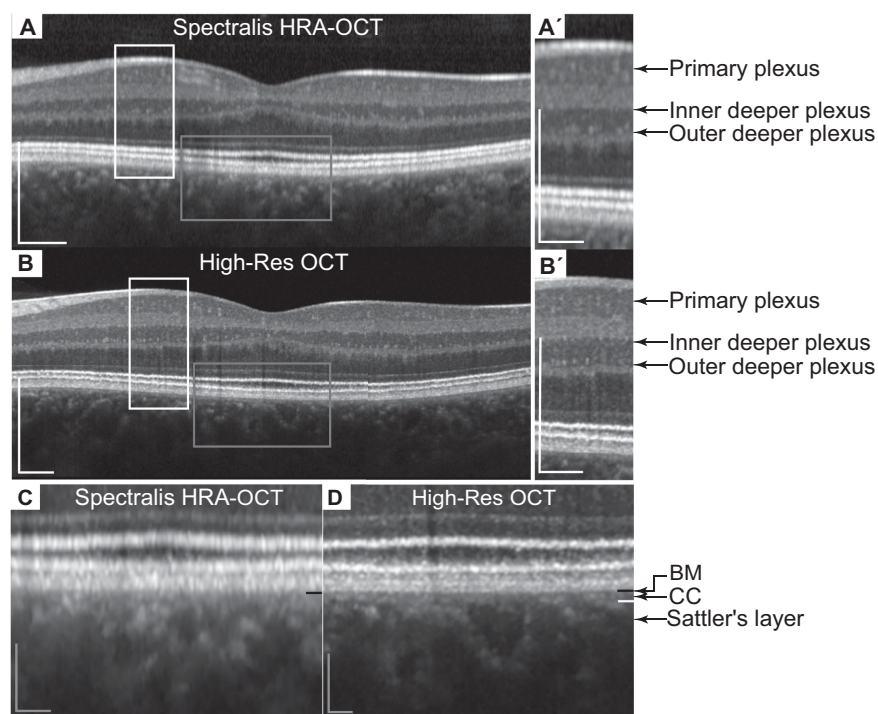 A Spectralis HRA-OCT
A´
Primary plexus
Inner deeper plexus
Outer deeper plexus
B High-Res OCT
B´
Primary plexus
Inner deeper plexus
Outer deeper plexus
C Spectralis HRA-OCT
D High-Res OCT
BM
CC
Sattler's layer